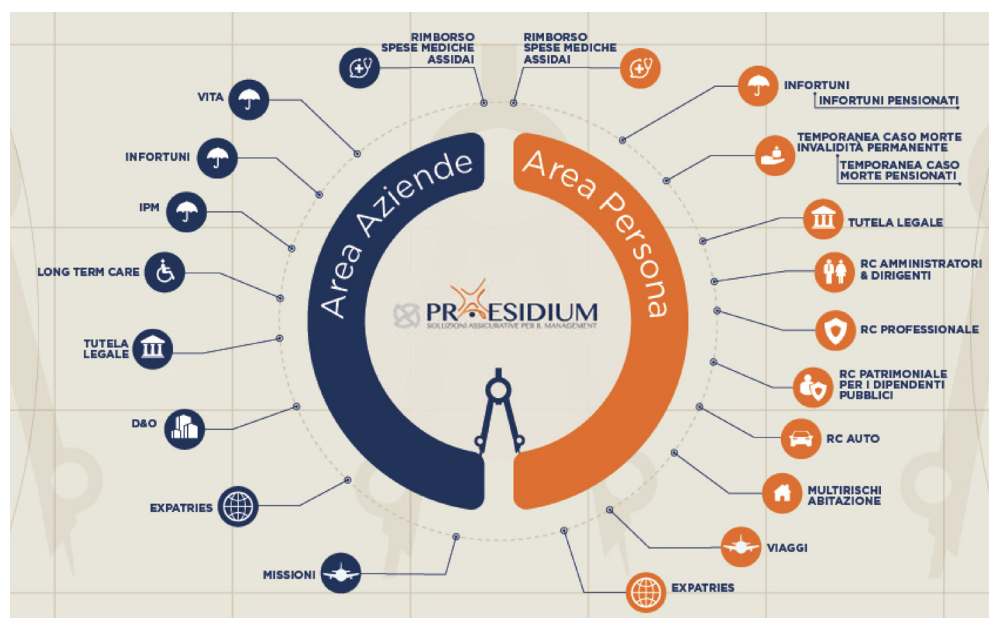 RIMBORSO
SPESE MEDICHE
ASSIDAI
VITA
INFORTUNI
IPM
LONG TERM CARE
TUTELA
LEGALE
D&O
EXPATRIES
MISSIONI
Area Aziende
PRAESIDIUM
SOLUZIONI ASSICURATIVE PER IL MANAGEMENT
Area Persona
RIMBORSO
SPESE MEDICHE
ASSIDAI
INFORTUNI
INFORTUNI PENSIONATI
TEMPORANEA CASO MORTE
INVALIDITÀ PERMANENTE
TEMPORANEA CASO
MORTE PENSIONATI
TUTELA LEGALE
RC AMMINISTRATORI
& DIRIGENTI
RC PROFESSIONALE
RC PATRIMONIALE
PER I DIPENDENTI
PUBBLICI
RC AUTO
MULTIRISCHI
ABITAZIONE
VIAGGI
EXPATRIES